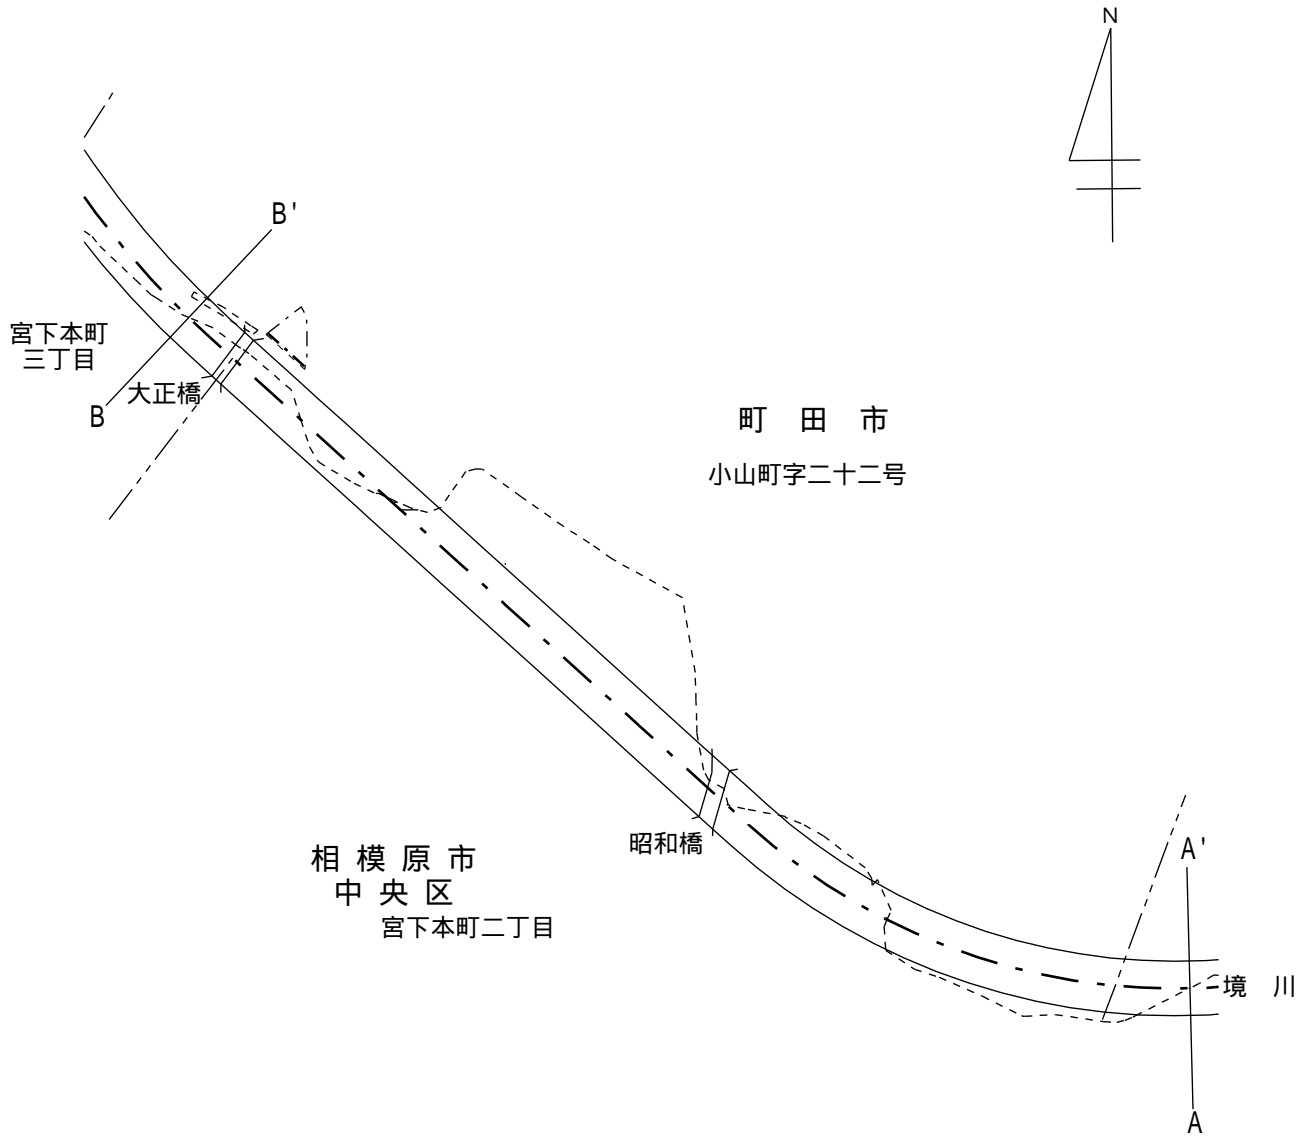 N
B'
宮下本町
三丁目
大正橋
B
町 田 市
小山町字二十二号
昭和橋
相模原市
中央区
宮下本町二丁目
A'
境 川
A